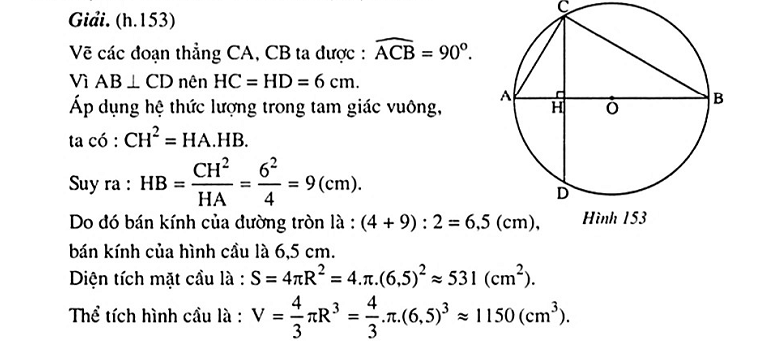 Giải. (h.153)
Vẽ các đoạn thẳng CA, CB ta được : $\widehat{ACB}$ = 90°.
Vì AB ⊥ CD nên HC = HD = 6 cm.
Áp dụng hệ thức lượng trong tam giác vuông,
ta có : CH² = HA.HB.
Suy ra : HB = $\frac{CH^2}{HA}$ = $\frac{6^2}{4}$ = 9 (cm).
Do đó bán kính của đường tròn là : (4 + 9) : 2 = 6,5 (cm),
bán kính của hình cầu là 6,5 cm.
Diện tích mặt cầu là : S = 4πR² = 4.π.(6,5)² ≈ 531 (cm²).
Thể tích hình cầu là : V = $\frac{4}{3}$πR³ = $\frac{4}{3}$.π.(6,5)³ ≈ 1150 (cm³).
C
A
H
O
B
D
Hình 153